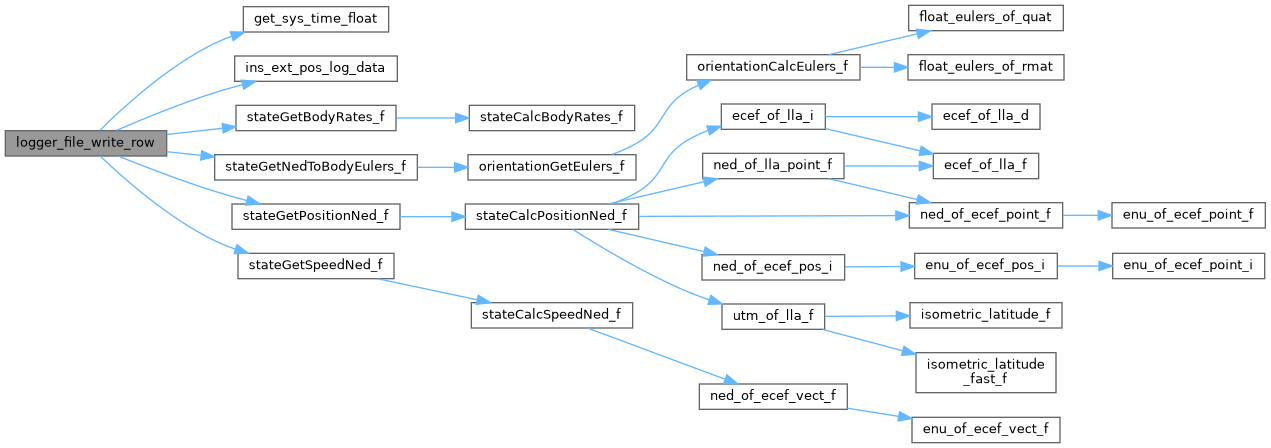 logger_file_write_row
get_sys_time_float
ins_ext_pos_log_data
stateGetBodyRates_f
stateGetNedToBodyEulers_f
stateGetPositionNed_f
stateGetSpeedNed_f
stateCalcBodyRates_f
orientationGetEulers_f
stateCalcPositionNed_f
stateCalcSpeedNed_f
orientationCalcEulers_f
ecef_of_lla_i
ned_of_lla_point_f
ned_of_ecef_pos_i
utm_of_lla_f
ned_of_ecef_vect_f
float_eulers_of_quat
float_eulers_of_rmat
ecef_of_lla_d
ecef_of_lla_f
ned_of_ecef_point_f
enu_of_ecef_pos_i
isometric_latitude_f
isometric_latitude
_fast_f
enu_of_ecef_vect_f
enu_of_ecef_point_f
enu_of_ecef_point_i